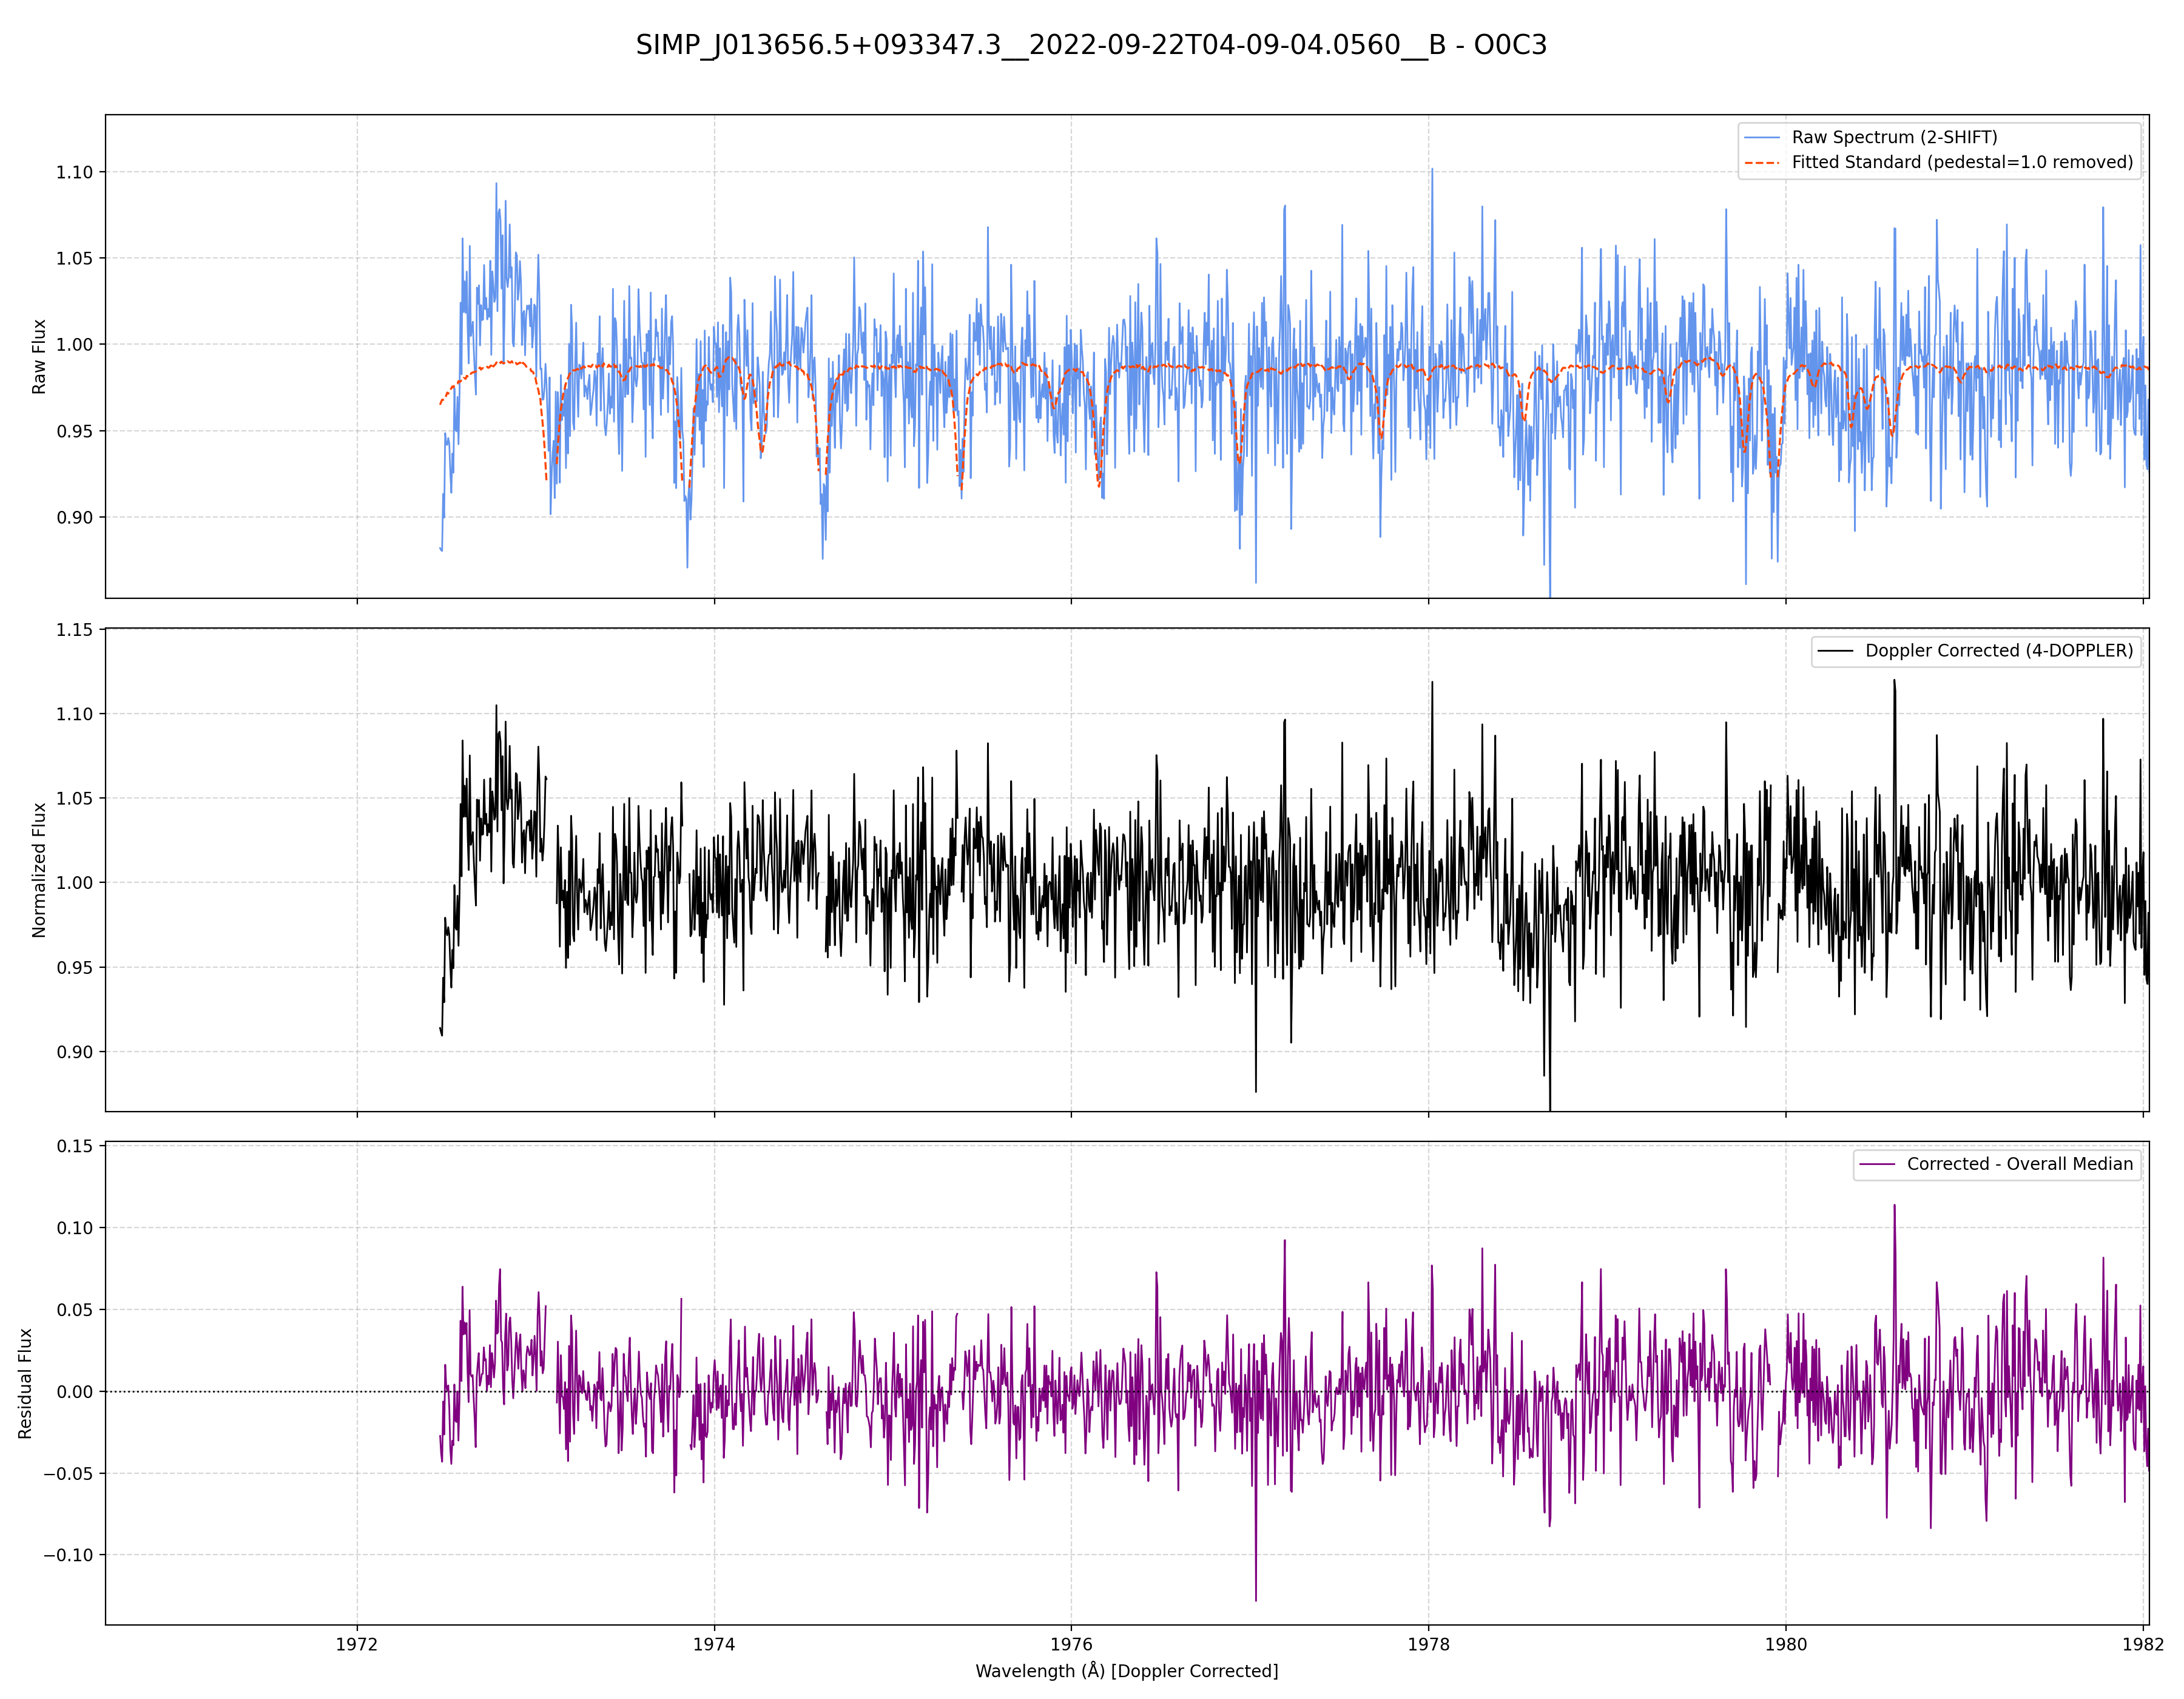 SIMP_J013656.5+093347.3__2022-09-22T04-09-04.0560__B - O0C3
Raw Spectrum (2-SHIFT)
Fitted Standard (pedestal=1.0 removed)
Raw Flux
1.10
1.05
1.00
0.95
0.90
Doppler Corrected (4-DOPPLER)
Normalized Flux
1.15
1.10
1.05
1.00
0.95
0.90
Corrected - Overall Median
Residual Flux
0.15
0.10
0.05
0.00
−0.05
−0.10
1972 1974 1976 1978 1980 1982
Wavelength (Å) [Doppler Corrected]